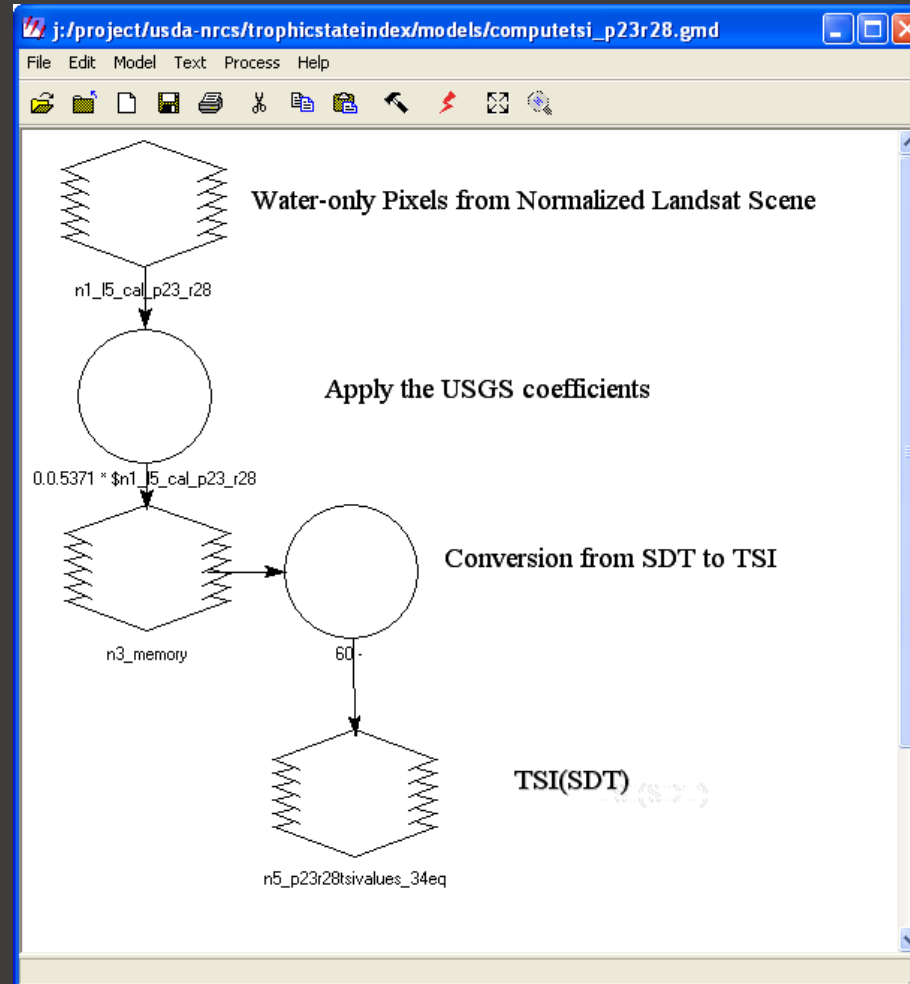 j:/project/usda-nrcs/trophicstateindex/models/computetsi_p23r28.gmd
File Edit Model Text Process Help
Water-only Pixels from Normalized Landsat Scene
n1_l5_cal_p23_r28
Apply the USGS coefficients
0.0.5371 * $n1_l5_cal_p23_r28
Conversion from SDT to TSI
n3_memory
60 -
TSI(SDT)
n5_p23r28tsivalues_34eq